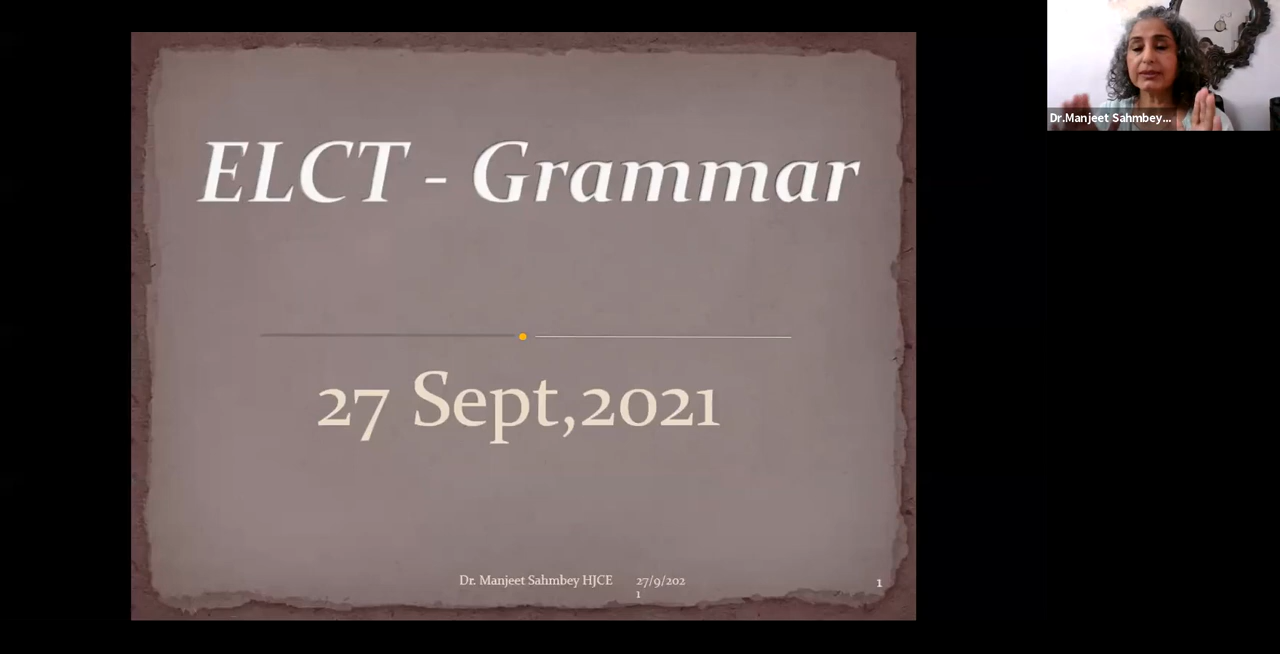 ELCT - Grammar
27 Sept,2021
Dr. Manjeet Sahmbey HJCE
27/9/202
1
1
Dr.Manjeet Sahmbey...